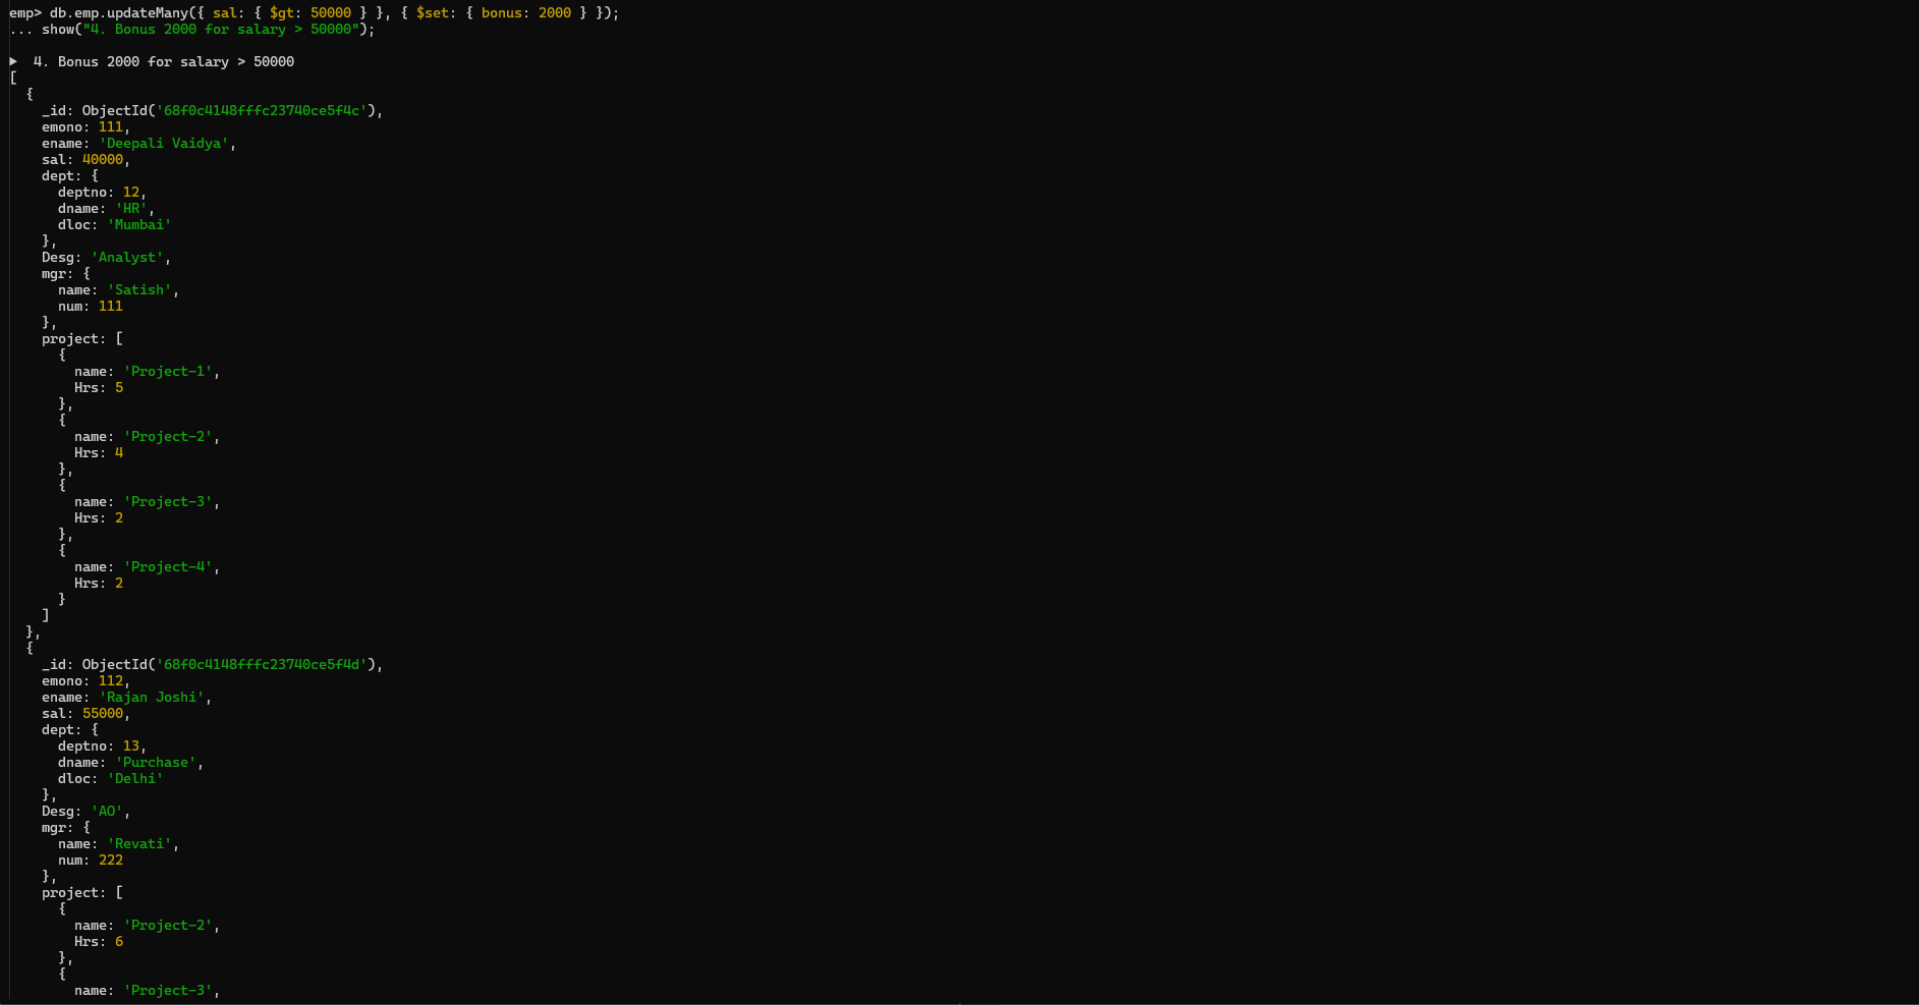 emp> db.emp.updateMany({ sal: { $gt: 50000 } }, { $set: { bonus: 2000 } });
... show("4. Bonus 2000 for salary > 50000");
▶  4. Bonus 2000 for salary > 50000
[
  {
    _id: ObjectId('68f0c4148fffc23740ce5f4c'),
    emono: 111,
    ename: 'Deepali Vaidya',
    sal: 40000,
    dept: {
      deptno: 12,
      dname: 'HR',
      dloc: 'Mumbai'
    },
    Desg: 'Analyst',
    mgr: {
      name: 'Satish',
      num: 111
    },
    project: [
      {
        name: 'Project-1',
        Hrs: 5
      },
      {
        name: 'Project-2',
        Hrs: 4
      },
      {
        name: 'Project-3',
        Hrs: 2
      },
      {
        name: 'Project-4',
        Hrs: 2
      }
    ]
  },
  {
    _id: ObjectId('68f0c4148fffc23740ce5f4d'),
    emono: 112,
    ename: 'Rajan Joshi',
    sal: 55000,
    dept: {
      deptno: 13,
      dname: 'Purchase',
      dloc: 'Delhi'
    },
    Desg: 'AO',
    mgr: {
      name: 'Revati',
      num: 222
    },
    project: [
      {
        name: 'Project-2',
        Hrs: 6
      },
      {
        name: 'Project-3',